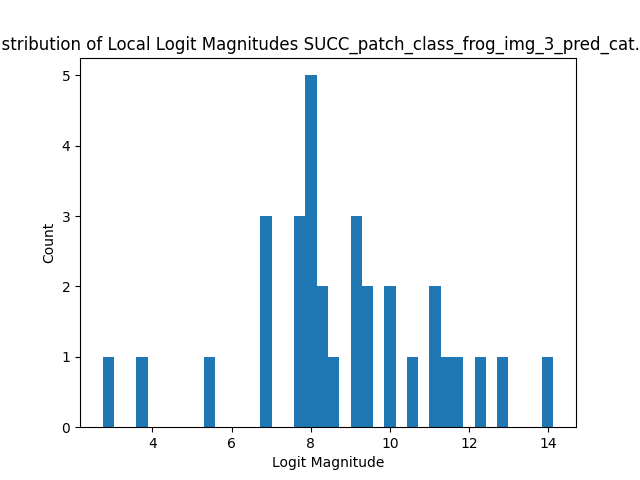 stribution of Local Logit Magnitudes SUCC_patch_class_frog_img_3_pred_cat.
5
4
3
2
1
0
Count
4 6 8 10 12 14
Logit Magnitude